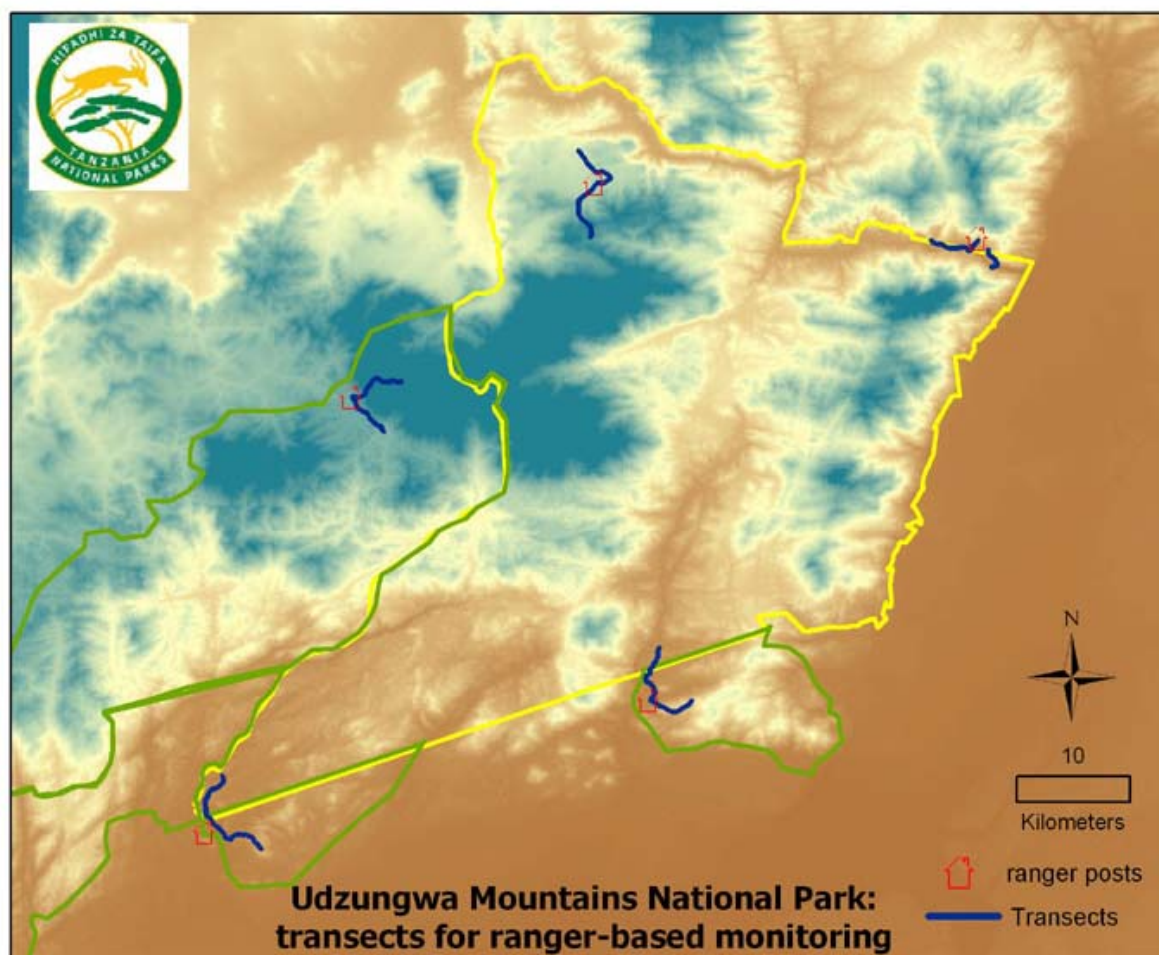 HIFADHI ZA TAIFA
TANZANIA
NATIONAL PARKS
N
10
Kilometers
ranger posts
Transects
Udzungwa Mountains National Park:
transects for ranger-based monitoring